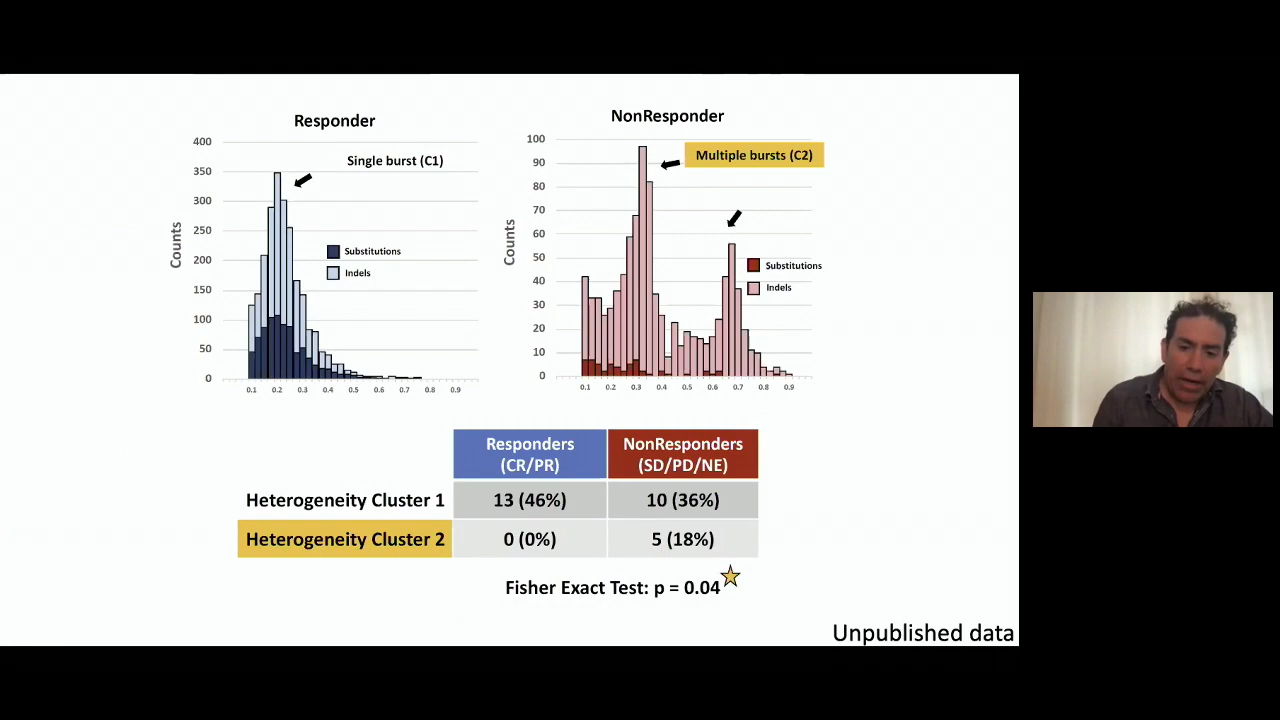 Responder
400
350
300
250
200
150
100
50
0
Counts
Single burst (C1)
Substitutions
Indels
0.1 0.2 0.3 0.4 0.5 0.6 0.7 0.8 0.9
NonResponder
100
90
80
70
60
50
40
30
20
10
0
Counts
Multiple bursts (C2)
Substitutions
Indels
0.1 0.2 0.3 0.4 0.5 0.6 0.7 0.8 0.9
Responders NonResponders
(CR/PR) (SD/PD/NE)
Heterogeneity Cluster 1 13 (46%) 10 (36%)
Heterogeneity Cluster 2 0 (0%) 5 (18%)
Fisher Exact Test: p = 0.04
Unpublished data